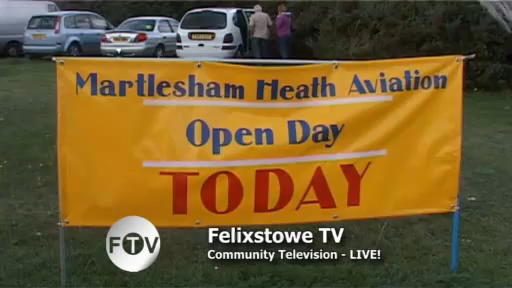 Martlesham Heath Aviation
Open Day
TODAY
FTV
Felixstowe TV
Community Television - LIVE!